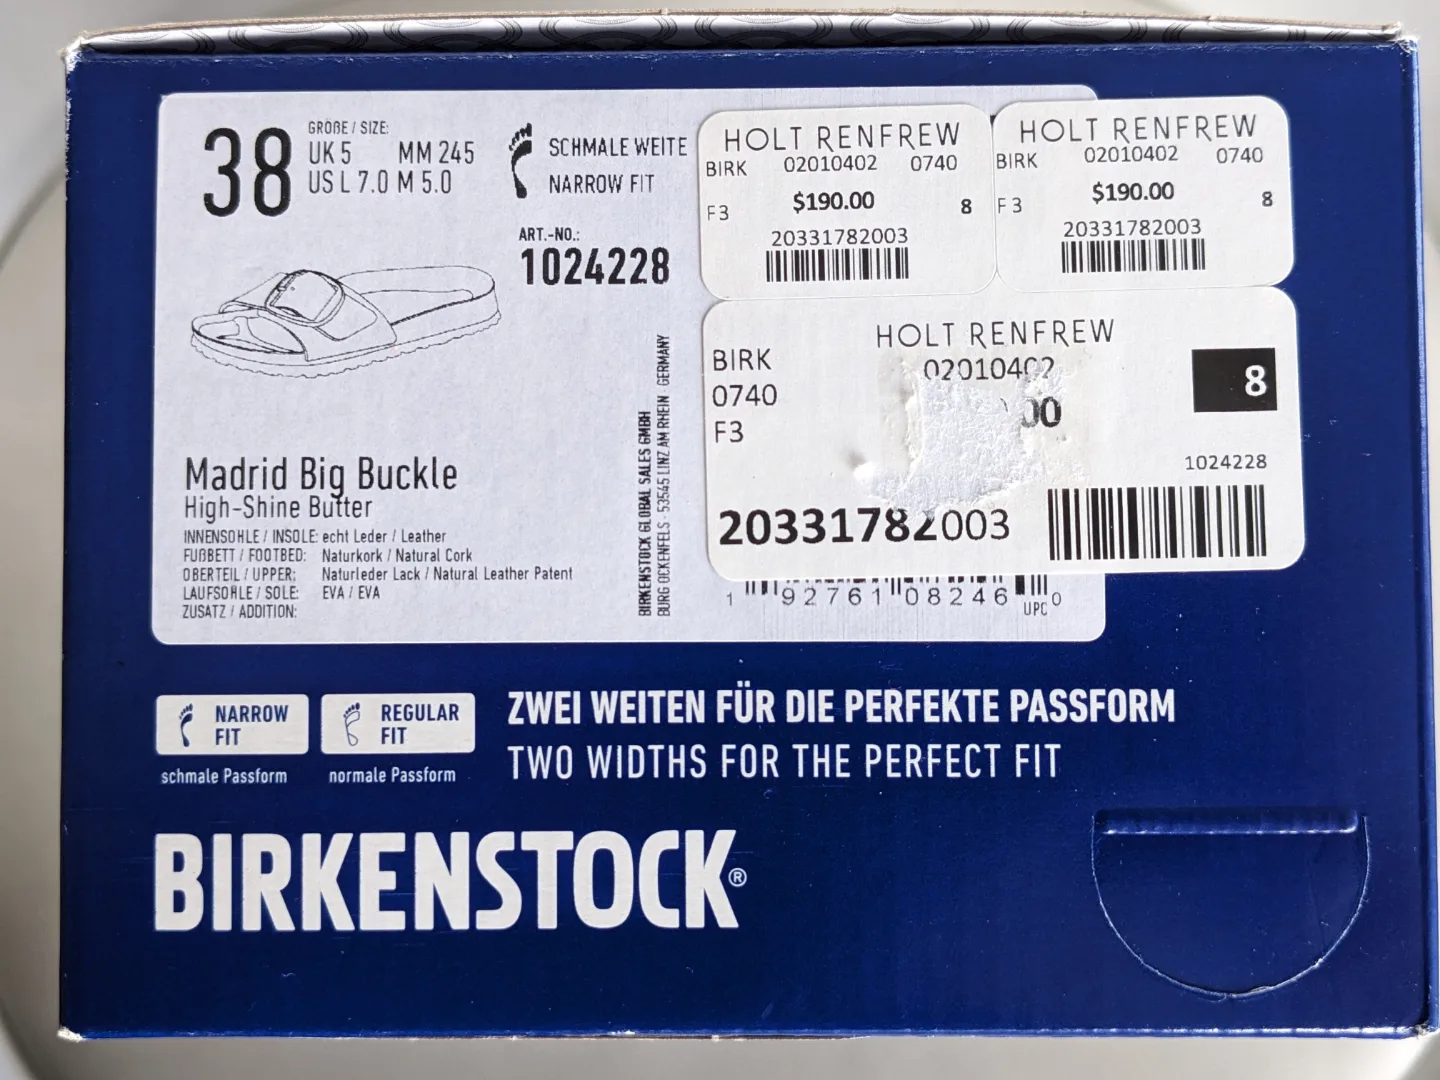 38
GRÖßE / SIZE:
UK 5 MM 245
US L 7.0 M 5.0
SCHMALE WEITE
NARROW FIT
ART.-NO.:
1024228
Madrid Big Buckle
High-Shine Butter
INNENSOHLE / INSOLE: echt Leder / Leather
FUßBETT / FOOTBED: Naturkork / Natural Cork
OBERTEIL / UPPER: Naturleder Lack / Natural Leather Patent
LAUFSOHLE / SOLE: EVA / EVA
ZUSATZ / ADDITION:
BIRKENSTOCK GLOBAL SALES GMBH
BURG OCKENFELS · 53545 LINZ AM RHEIN · GERMANY
HOLT RENFREW
BIRK 02010402 0740
F3 $190.00 8
20331782003
HOLT RENFREW
BIRK 02010402 0740
F3 $190.00 8
20331782003
HOLT RENFREW
BIRK 02010402
0740 00 8
F3
1024228
20331782003
1 92761 08246 0
UPC
NARROW
FIT
schmale Passform
REGULAR
FIT
normale Passform
ZWEI WEITEN FÜR DIE PERFEKTE PASSFORM
TWO WIDTHS FOR THE PERFECT FIT
BIRKENSTOCK®